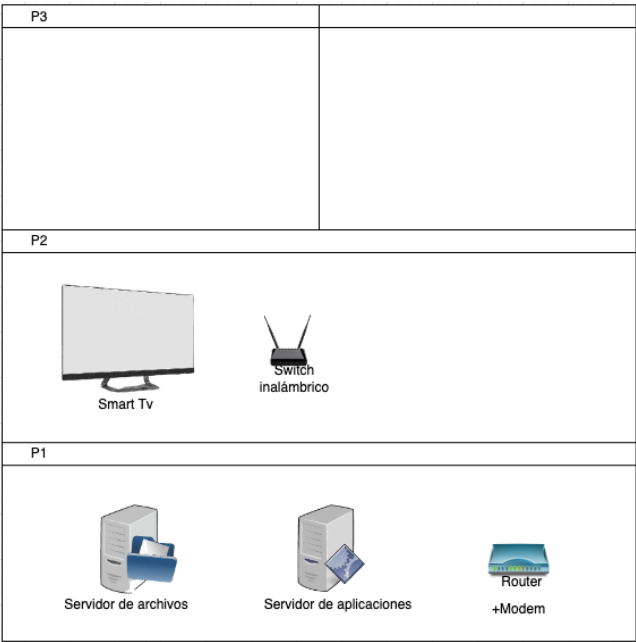 P3
P2
Smart Tv
Switch
inalámbrico
P1
Servidor de archivos
Servidor de aplicaciones
Router
+Modem